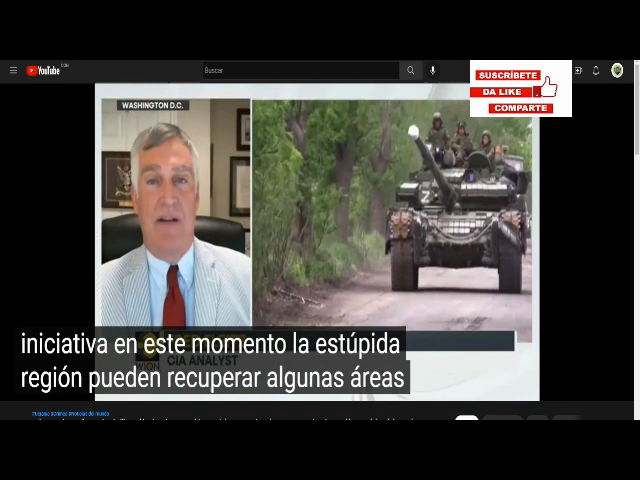 YouTube
Buscar
SUSCRÍBETE
DA LIKE
COMPARTE
WASHINGTON D.C.
Z
iniciativa en este momento la estúpida
CIA ANALYST
región pueden recuperar algunas áreas